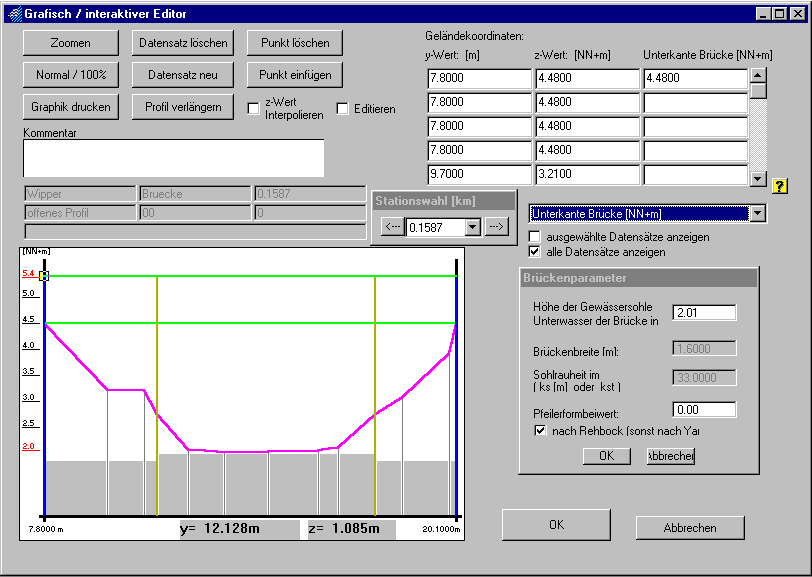 Grafisch / interaktiver Editor
Zoomen
Datensatz löschen
Punkt löschen
Normal / 100%
Datensatz neu
Punkt einfügen
Graphik drucken
Profil verlängern
z-Wert
Interpolieren
Editieren
Kommentar
Geländekoordinaten:
y-Wert: [m]
z-Wert: [NN+m]
Unterkante Brücke [NN+m]
7.8000
4.4800
4.4800
7.8000
4.4800
7.8000
4.4800
7.8000
4.4800
9.7000
3.2100
?
Wipper
Bruecke
0.1587
offenes Profil
00
0
Stationswahl [km]
<---
0.1587
--->
Unterkante Brücke [NN+m]
ausgewählte Datensätze anzeigen
alle Datensätze anzeigen
[NN+m]
5.4
5.0
4.5
4.0
3.5
3.0
2.5
2.0
7.8000 m
y= 12.128m
z= 1.085m
20.1000 m
Brückenparameter
Höhe der Gewässersohle
Unterwasser der Brücke in
2.01
Brückenbreite [m]:
1.6000
Sohlrauheit im
( ks [m] oder kst )
33.0000
Pfeilerformbeiwert:
0.00
nach Rehbock (sonst nach Yar
OK
Abbrechen
OK
Abbrechen